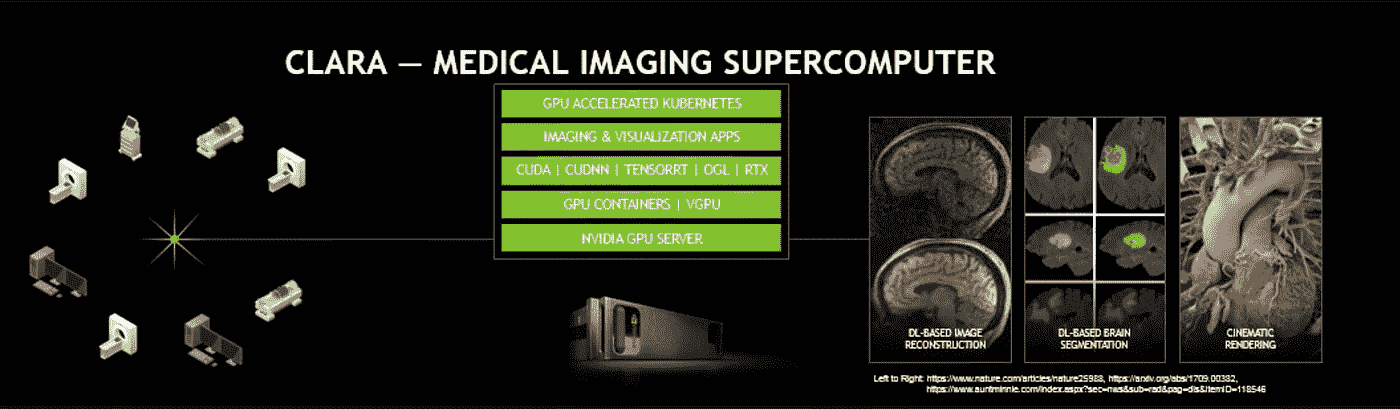 CLARA — MEDICAL IMAGING SUPERCOMPUTER
GPU ACCELERATED KUBERNETES
IMAGING & VISUALIZATION APPS
CUDA | CUDNN | TENSORRT | OGL | RTX
GPU CONTAINERS | VGPU
NVIDIA GPU SERVER
DL-BASED IMAGE
RECONSTRUCTION
DL-BASED BRAIN
SEGMENTATION
CINEMATIC
RENDERING
Left to Right: https://www.nature.com/articles/nature25988, https://arxiv.org/abs/1709.00382,
https://www.auntminnie.com/index.aspx?sec=nws&sub=rad&pag=dis&ItemID=118546